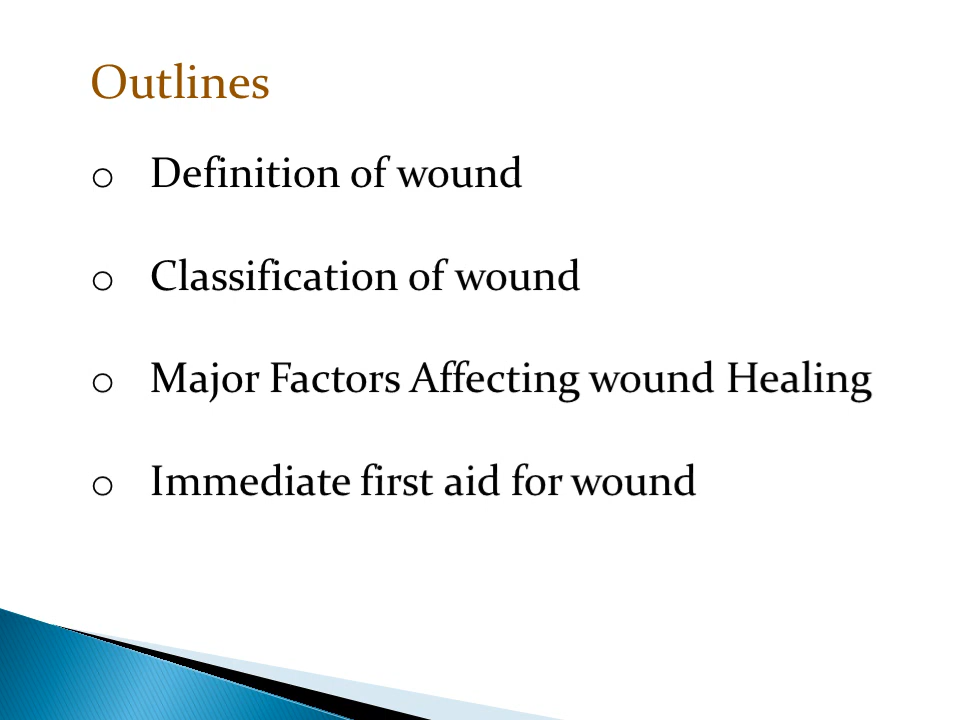 Outlines
o Definition of wound
o Classification of wound
o Major Factors Affecting wound Healing
o Immediate first aid for wound